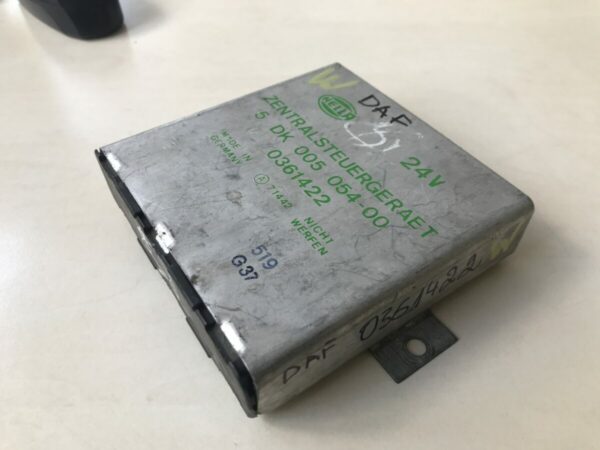 W
HELLA
DAF
24V
ZENTRALSTEUERGERAET
5 DK 005 054-00
0361422
MADE IN
GERMANY
71442
NICHT
WERFEN
519
G37
W
DAF 0361422